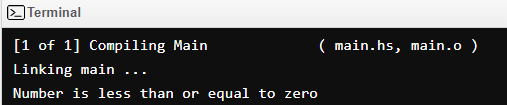 Terminal
[1 of 1] Compiling Main             ( main.hs, main.o )
Linking main ...
Number is less than or equal to zero